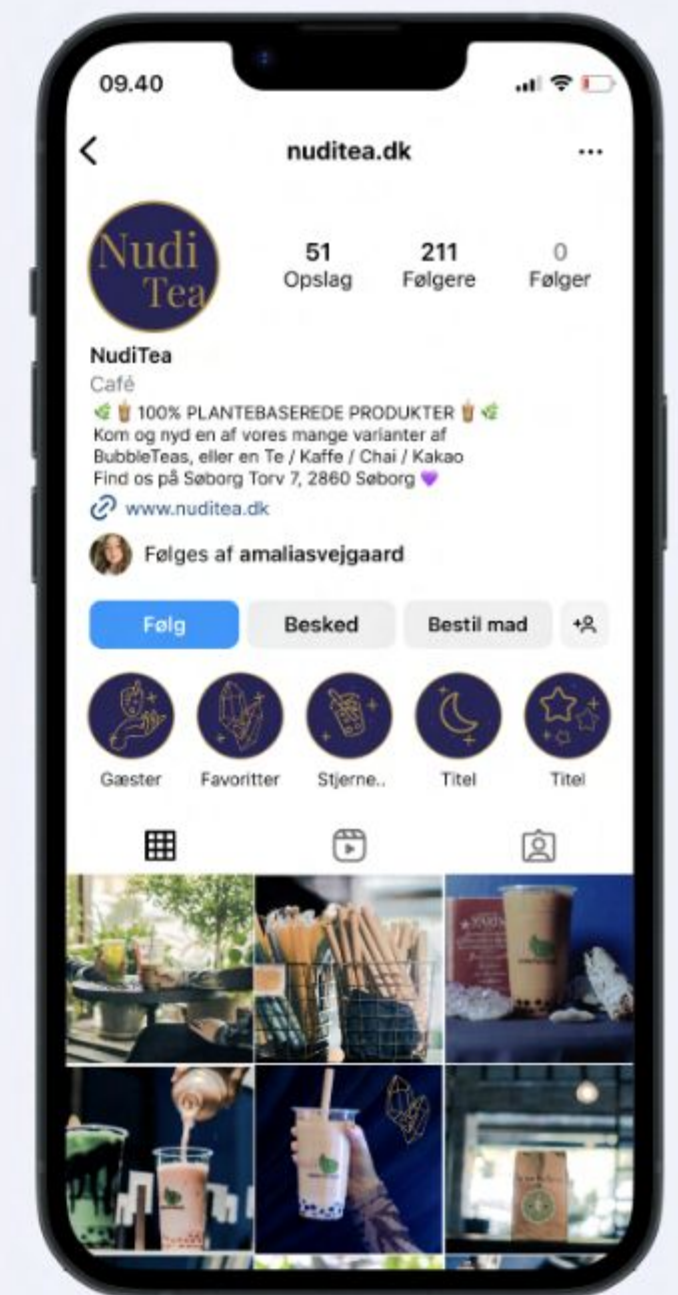 09.40
nuditea.dk
Nudi
Tea
51
Opslag
211
Følgere
0
Følger
NudiTea
Café
🌿🧋 100% PLANTEBASEREDE PRODUKTER 🧋🌿
Kom og nyd en af vores mange varianter af
BubbleTeas, eller en Te / Kaffe / Chai / Kakao
Find os på Søborg Torv 7, 2860 Søborg 💜
www.nuditea.dk
Følges af amaliasvejgaard
Følg
Besked
Bestil mad
Gæster
Favoritter
Stjerne..
Titel
Titel